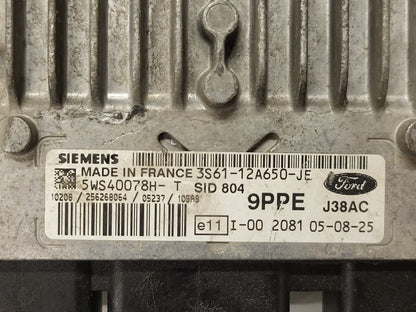 SIEMENS
MADE IN FRANCE 3S61-12A650-JE
5WS40078H- T SID 804
Ford
10208 / 256268064 / 05237 / 105A9
9PPE J38AC
e11 I-00 2081 05-08-25